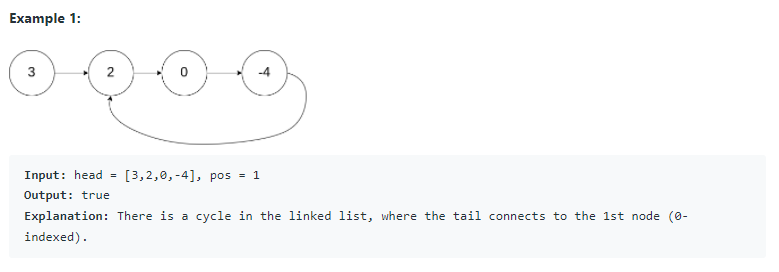 Example 1:
3 2 0 -4
Input: head = [3,2,0,-4], pos = 1
Output: true
Explanation: There is a cycle in the linked list, where the tail connects to the 1st node (0-
indexed).